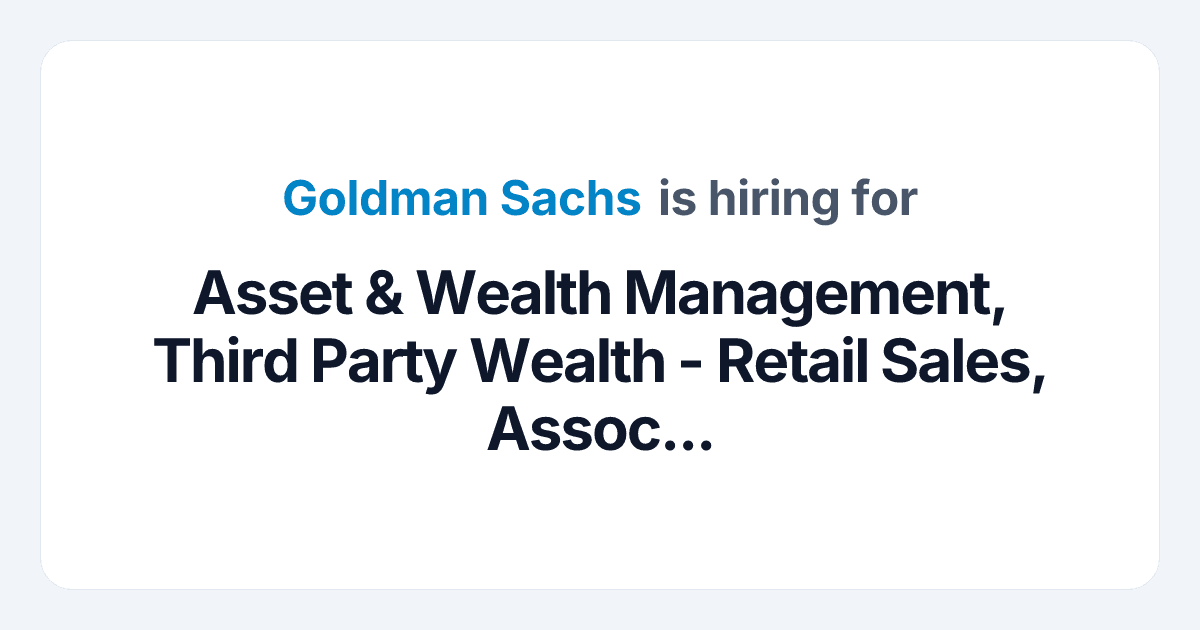 Goldman Sachs is hiring for
Asset & Wealth Management,
Third Party Wealth - Retail Sales,
Assoc...